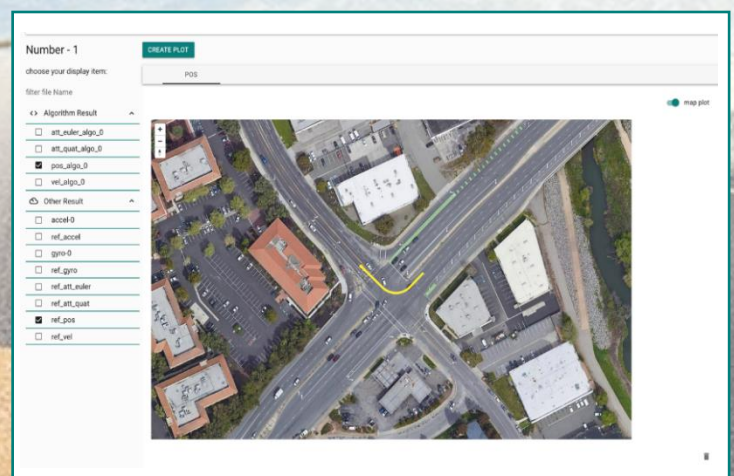 Number - 1
CREATE PLOT
choose your display item:
POS
filter file Name
map plot
<> Algorithm Result
att_euler_algo_0
att_quat_algo_0
pos_algo_0
vel_algo_0
Other Result
accel-0
ref_accel
gyro-0
ref_gyro
ref_att_euler
ref_att_quat
ref_pos
ref_vel